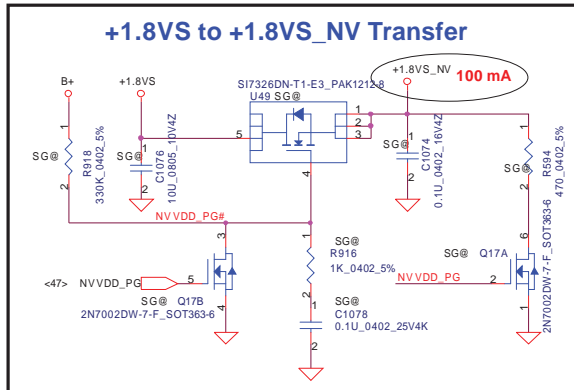 +1.8VS to +1.8VS_NV Transfer
B+
+1.8VS
SI7326DN-T1-E3_PAK1212-8
U49 SG@
+1.8VS_NV
100 mA
1
2
3
5
4
SG@
R918
330K_0402_5%
1
2
SG@
C1076
10U_0805_10V4Z
1
2
SG@
C1074
0.1U_0402_16V4Z
1
2
SG@
R594
470_0402_5%
1
2
NVVDD_PG#
<47>
NVVDD_PG
5
3
4
SG@
Q17B
2N7002DW-7-F_SOT363-6
SG@
R916
1K_0402_5%
1
2
SG@
C1078
0.1U_0402_25V4K
1
2
NVVDD_PG
2
SG@
Q17A
6
1
2N7002DW-7-F_SOT363-6